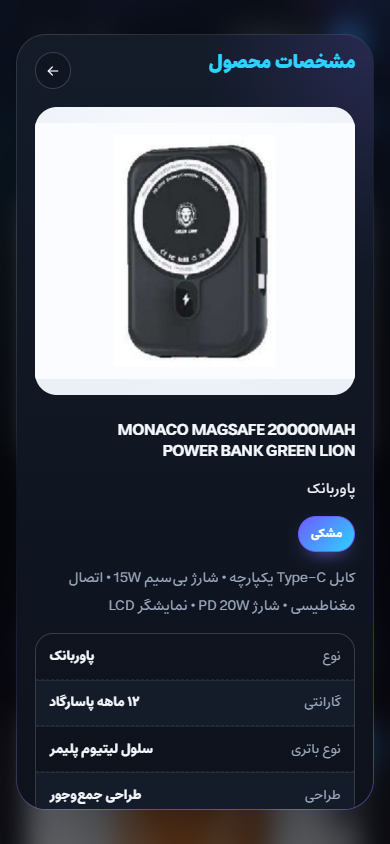 مشخصات محصول
GREEN LION
MONACO MAGSAFE 20000MAH
POWER BANK GREEN LION
پاوربانک
مشکی
کابل Type-C یکپارچه • شارژ بی‌سیم 15W • اتصال
مغناطیسی • شارژ PD 20W • نمایشگر LCD
نوع پاوربانک
گارانتی ۱۲ ماهه پاسارگاد
نوع باتری سلول لیتیوم پلیمر
طراحی طراحی جمع‌وجور